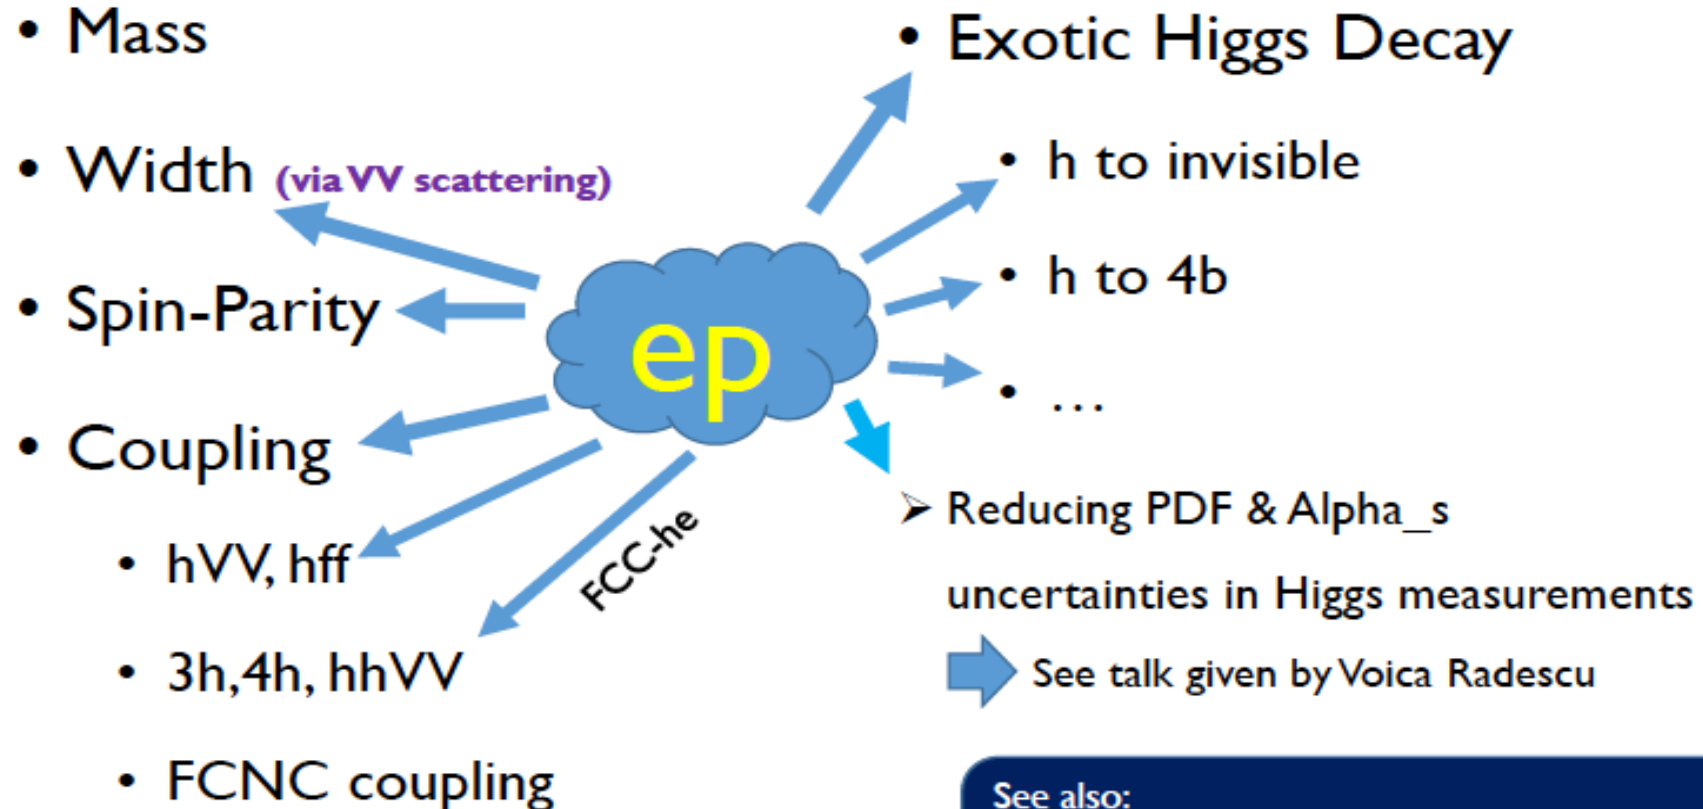 • Mass
• Width (via VV scattering)
• Spin-Parity
• Coupling
• hVV, hff
• 3h,4h, hhVV
• FCNC coupling
ep
FCC-he
• Exotic Higgs Decay
• h to invisible
• h to 4b
• …
➢ Reducing PDF & Alpha_s
uncertainties in Higgs measurements
See talk given by Voica Radescu
See also: